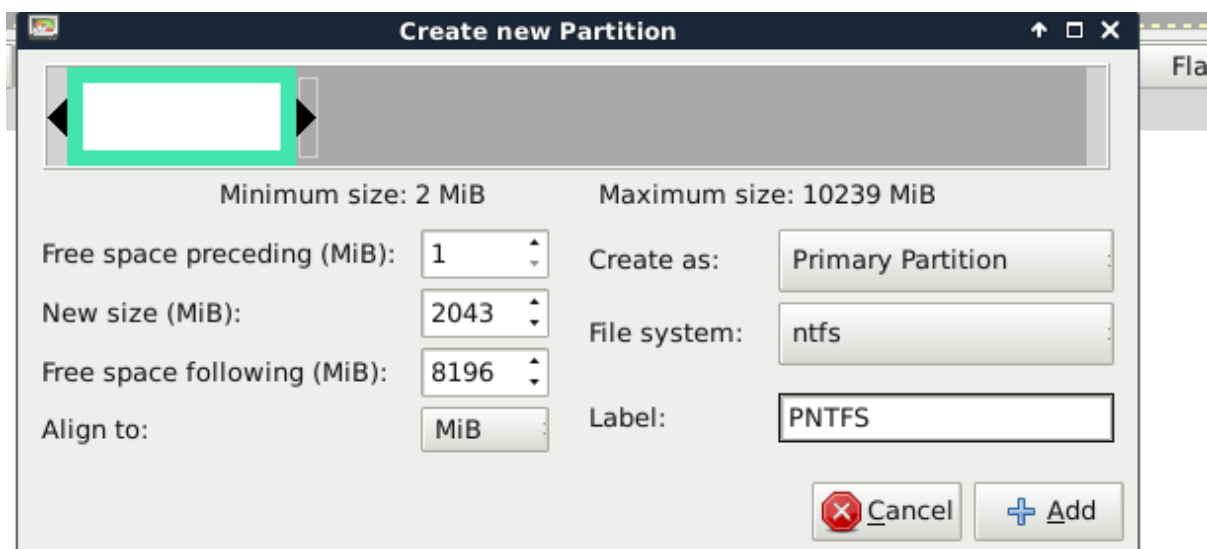 Create new Partition
Fla
Minimum size: 2 MiB Maximum size: 10239 MiB
Free space preceding (MiB): 1
Create as: Primary Partition
New size (MiB): 2043
File system: ntfs
Free space following (MiB): 8196
Label: PNTFS
Align to: MiB
Cancel Add